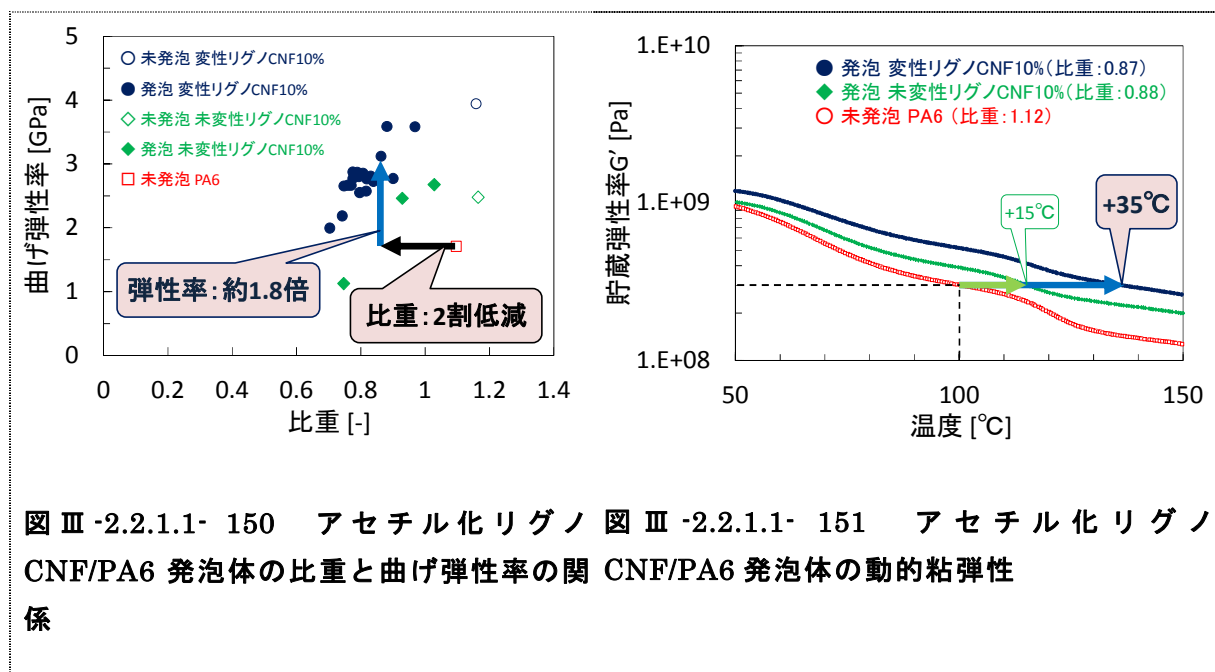 5
4
3
2
1
0
0
0.2
0.4
0.6
0.8
1
1.2
1.4
曲げ弾性率 [GPa]
比重 [-]
未発泡 変性リグノCNF10%
発泡 変性リグノCNF10%
未発泡 未変性リグノCNF10%
発泡 未変性リグノCNF10%
未発泡 PA6
弾性率:約1.8倍
比重:2割低減
1.E+10
1.E+09
1.E+08
50
100
150
貯蔵弾性率G' [Pa]
温度 [℃]
発泡 変性リグノCNF10%(比重:0.87)
発泡 未変性リグノCNF10%(比重:0.88)
未発泡 PA6 (比重:1.12)
+15℃
+35℃
図Ⅲ-2.2.1.1- 150 アセチル化リグノ
CNF/PA6 発泡体の比重と曲げ弾性率の関
係
図Ⅲ-2.2.1.1- 151 アセチル化リグノ
CNF/PA6 発泡体の動的粘弾性